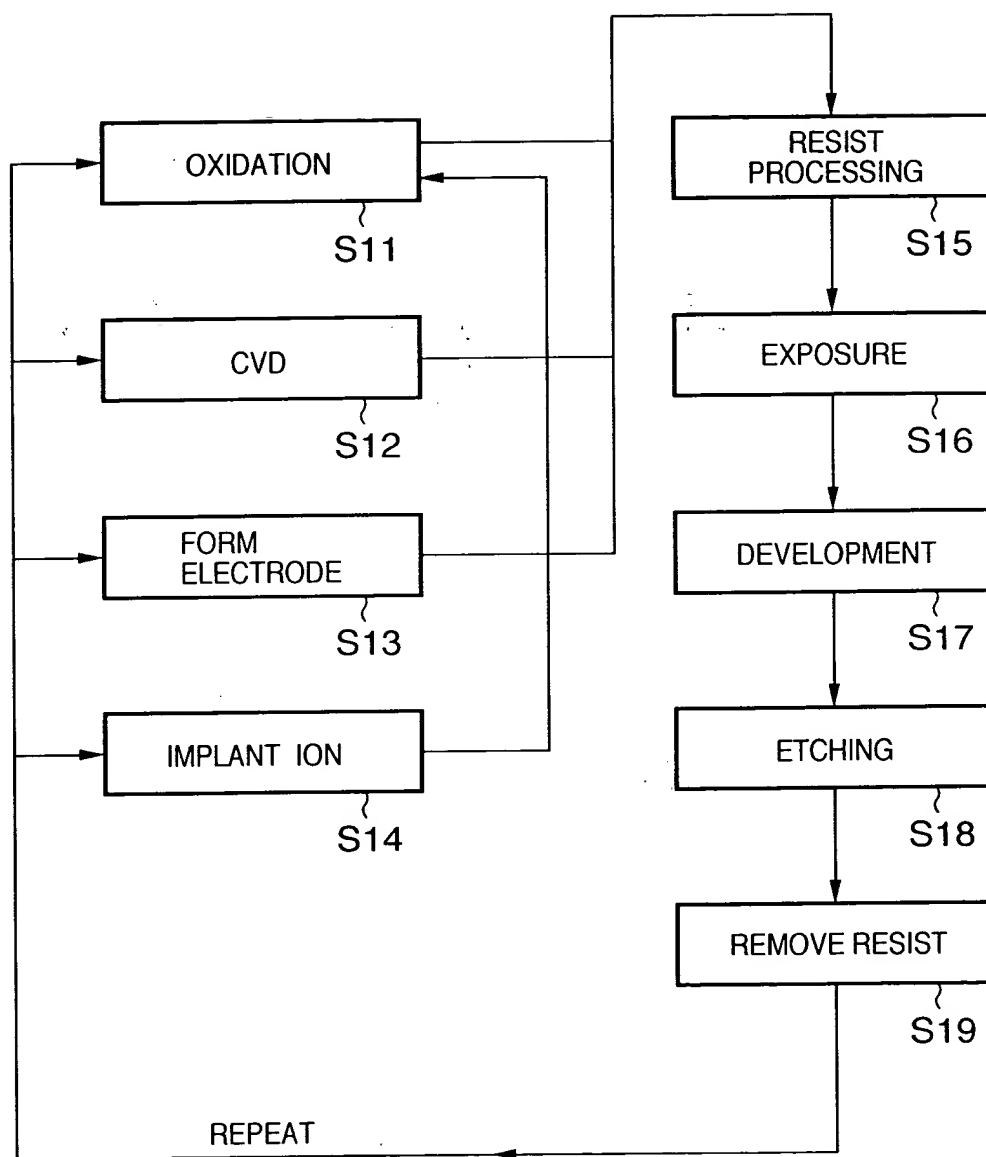 OXIDATION
S11
CVD
S12
FORM
ELECTRODE
S13
IMPLANT ION
S14
RESIST
PROCESSING
S15
EXPOSURE
S16
DEVELOPMENT
S17
ETCHING
S18
REMOVE RESIST
S19
REPEAT